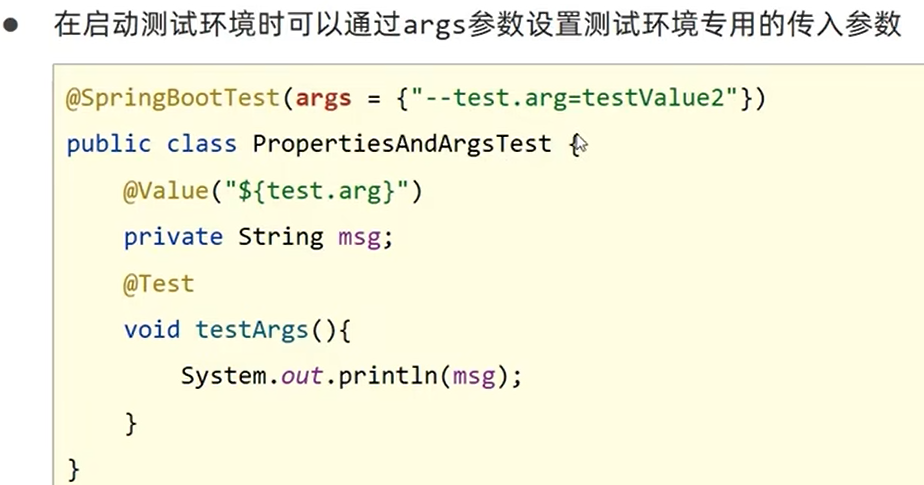 ● 在启动测试环境时可以通过args参数设置测试环境专用的传入参数
@SpringBootTest(args = {"--test.arg=testValue2"})
public class PropertiesAndArgsTest {
    @Value("${test.arg}")
    private String msg;
    @Test
    void testArgs(){
        System.out.println(msg);
    }
}